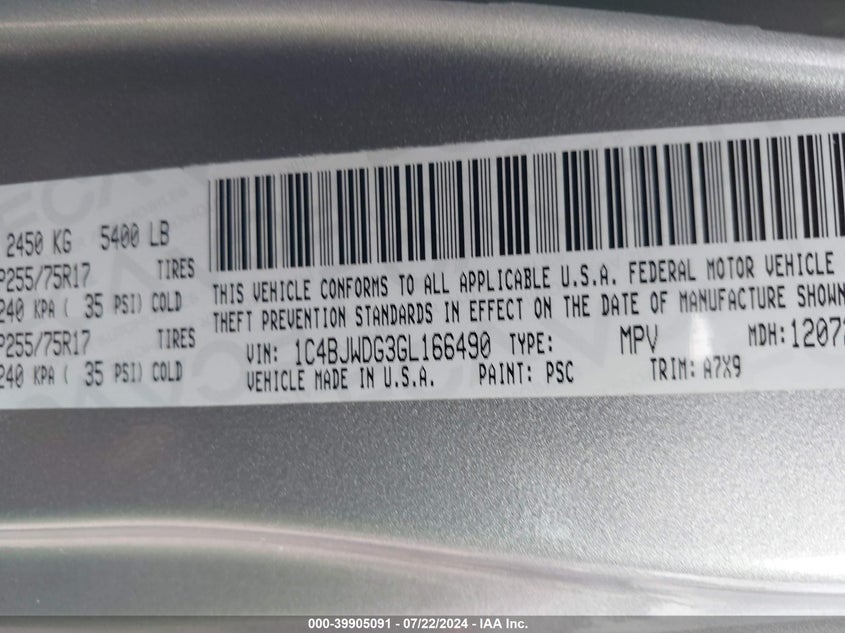 2450 KG 5400 LB
P255/75R17 TIRES
240 KPA ( 35 PSI) COLD
P255/75R17 TIRES
240 KPA ( 35 PSI) COLD
THIS VEHICLE CONFORMS TO ALL APPLICABLE U.S.A. FEDERAL MOTOR VEHICLE
THEFT PREVENTION STANDARDS IN EFFECT ON THE DATE OF MANUFACTURE SHOWN
VIN: 1C4BJWDG3GL166490 TYPE: MPV MDH: 12072
VEHICLE MADE IN U.S.A. PAINT: PSC TRIM: A7X9
000-39905091 - 07/22/2024 - IAA Inc.